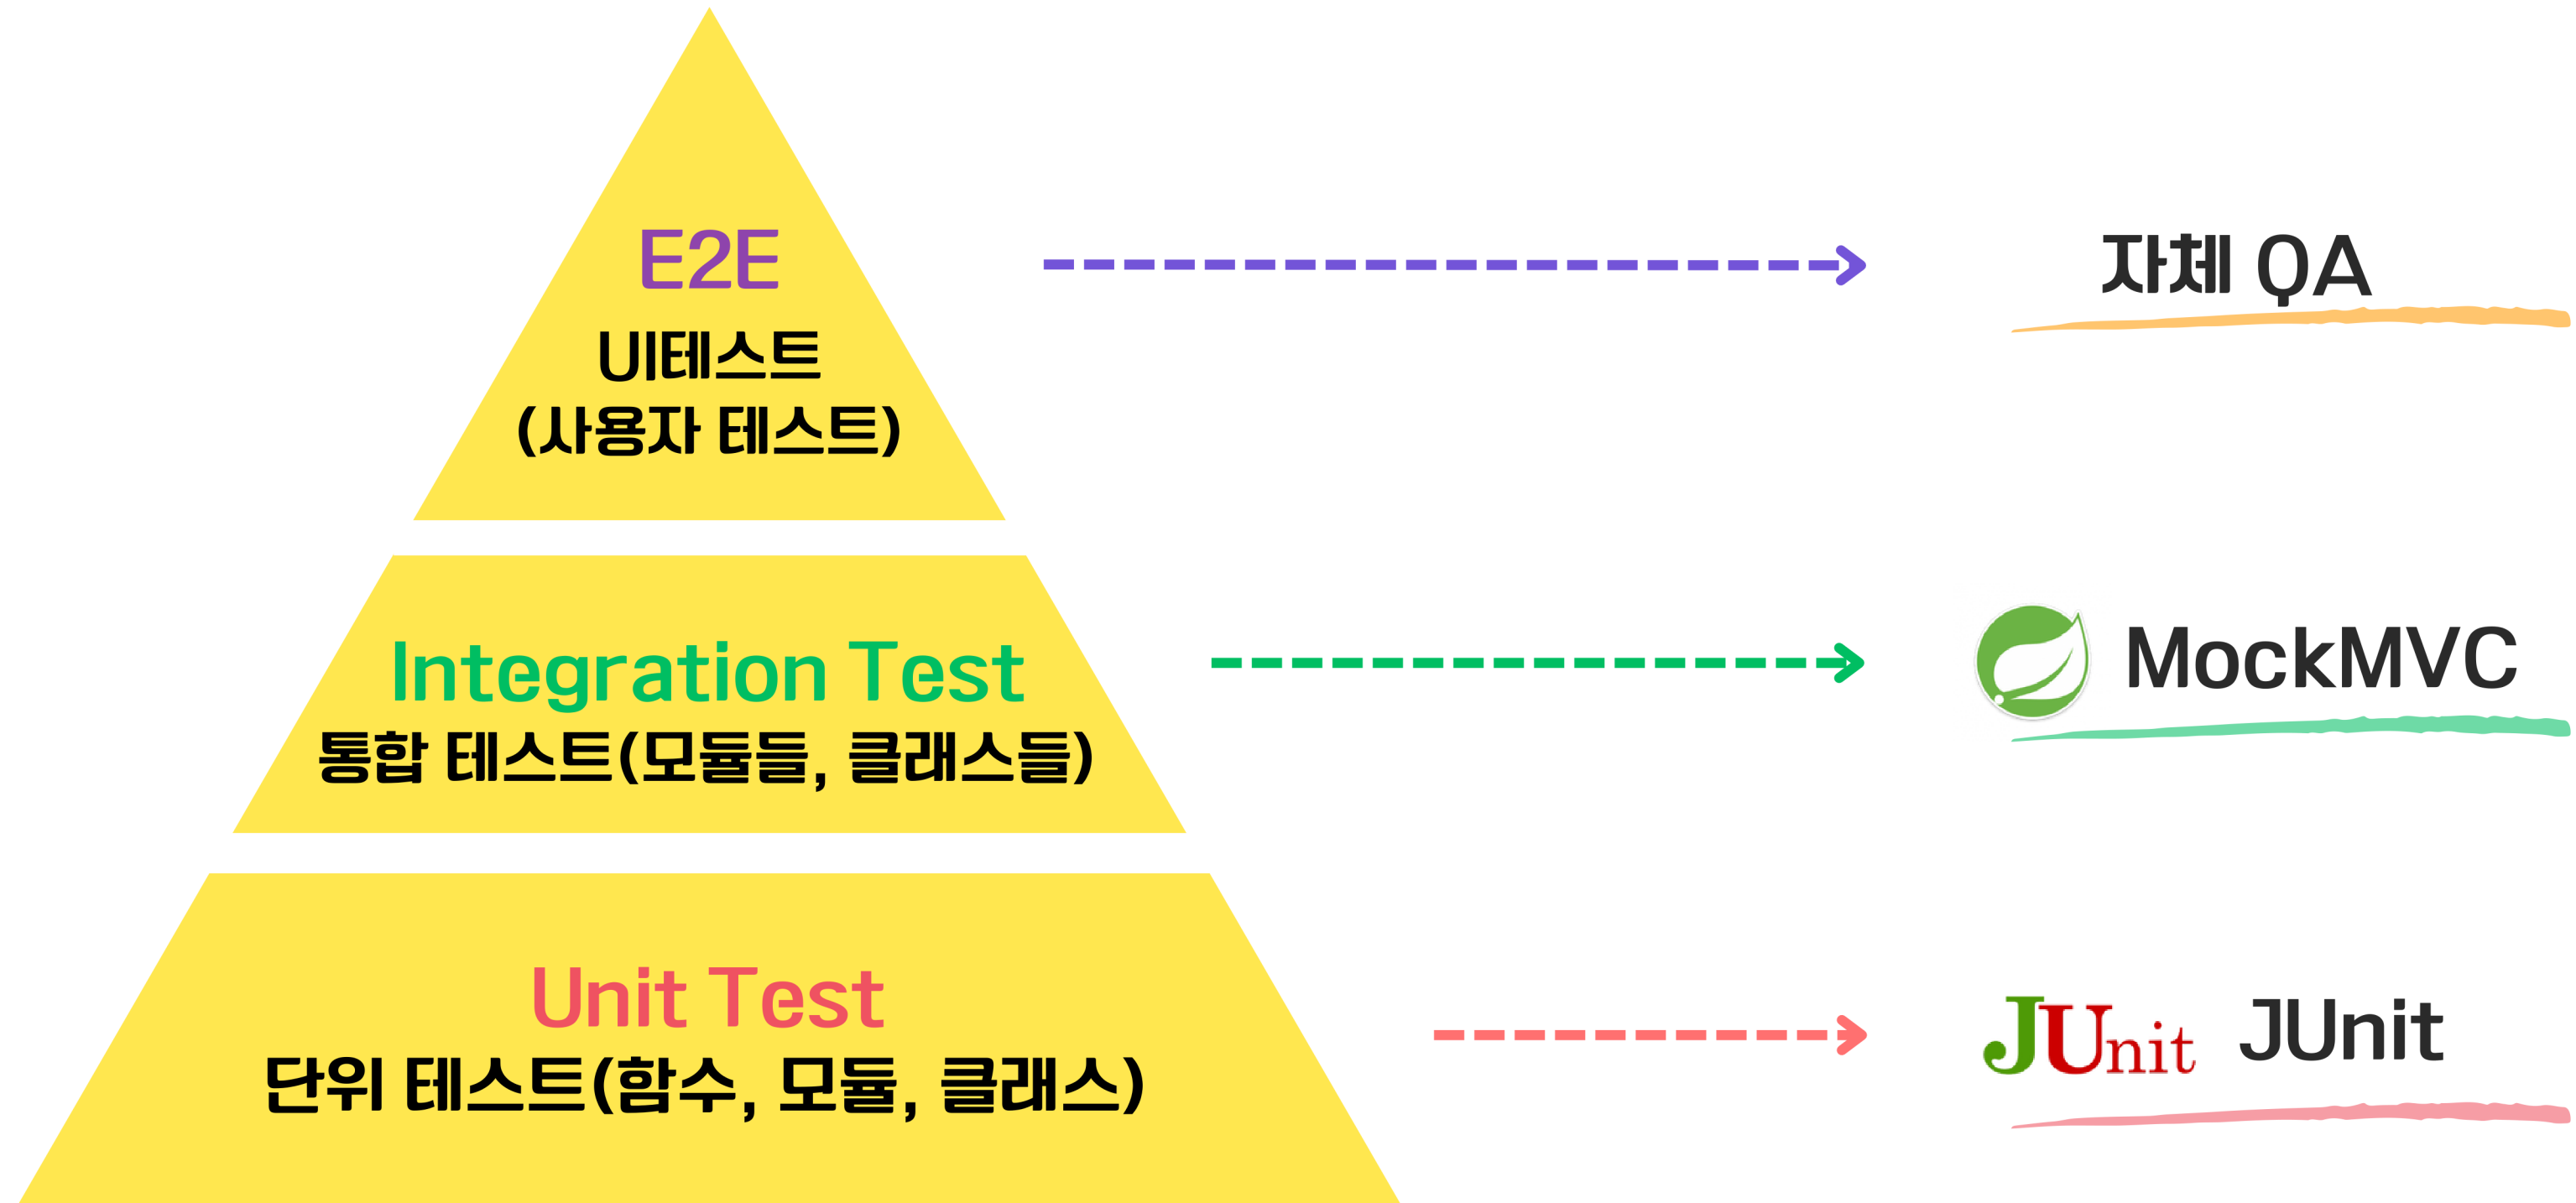 E2E
UI테스트
(사용자 테스트)
자체 QA
Integration Test
통합 테스트(모듈들, 클래스들)
MockMVC
Unit Test
단위 테스트(함수, 모듈, 클래스)
JUnit JUnit